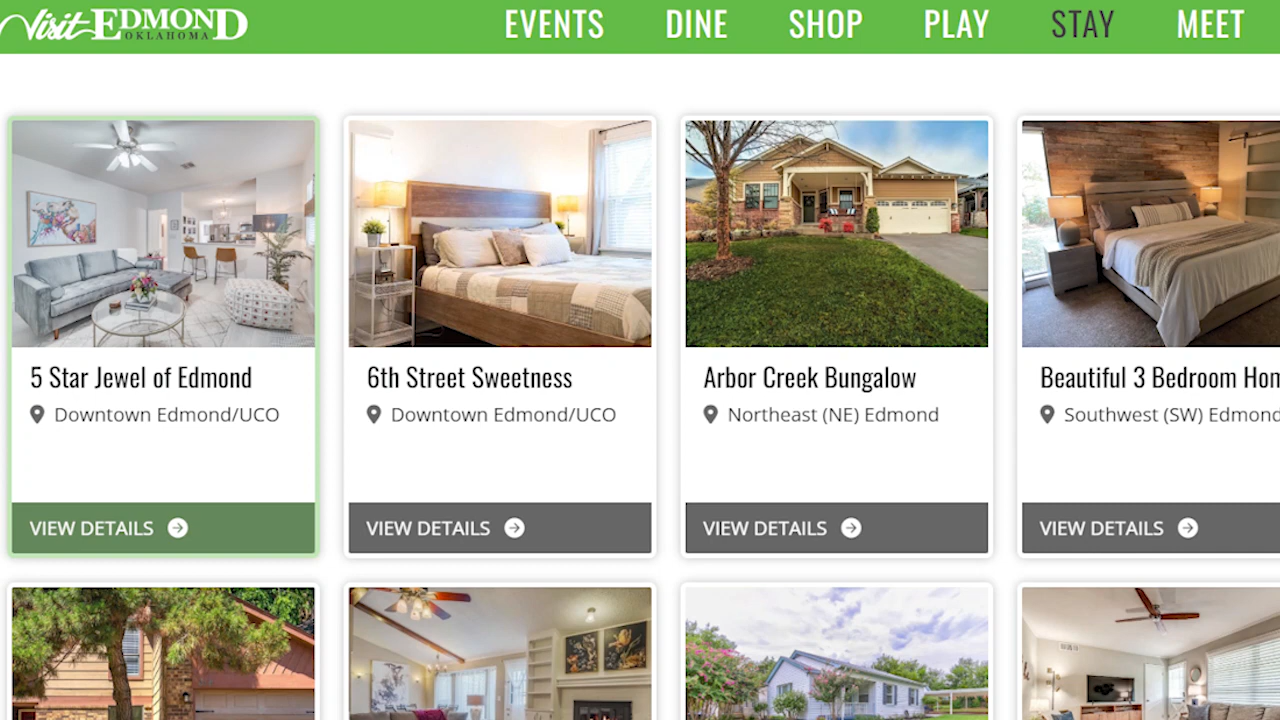 Visit EDMOND
OKLAHOMA
EVENTS DINE SHOP PLAY STAY MEET
5 Star Jewel of Edmond
Downtown Edmond/UCO
VIEW DETAILS
6th Street Sweetness
Downtown Edmond/UCO
VIEW DETAILS
Arbor Creek Bungalow
Northeast (NE) Edmond
VIEW DETAILS
Beautiful 3 Bedroom Hom
Southwest (SW) Edmond
VIEW DETAILS